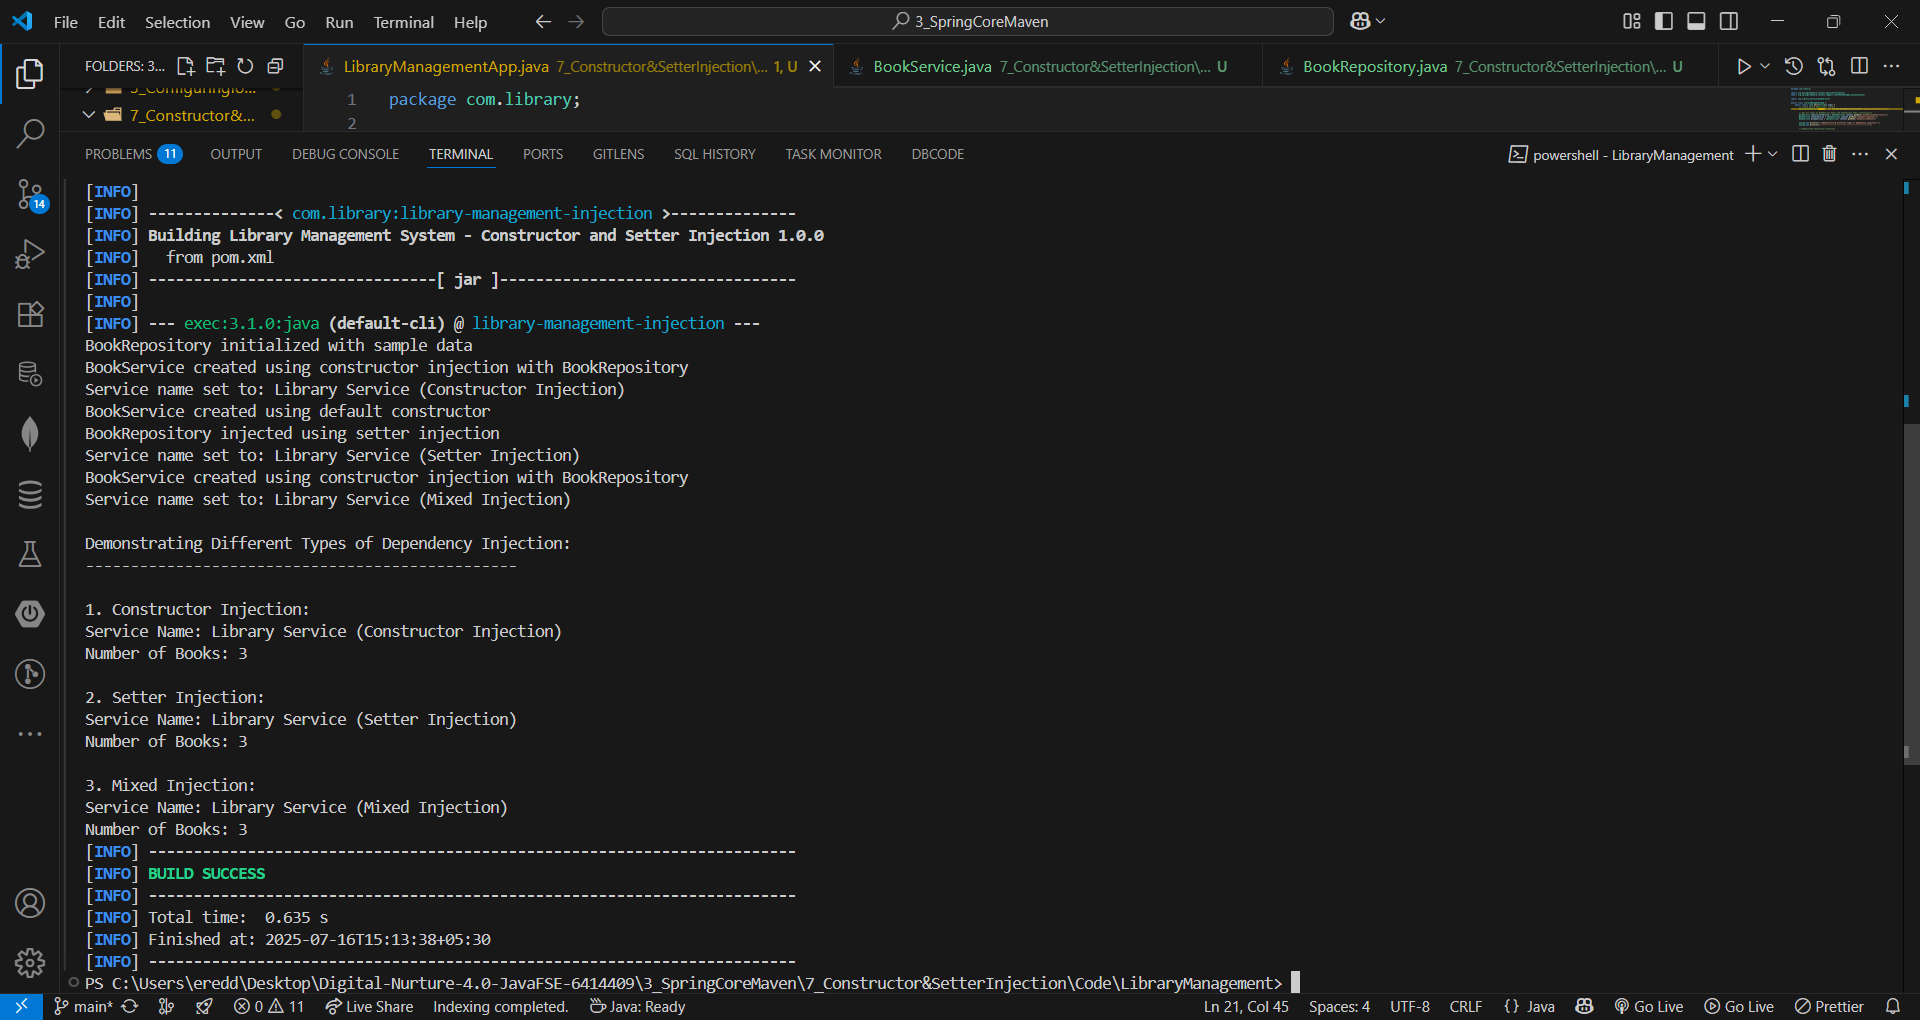 File Edit Selection View Go Run Terminal Help
3_SpringCoreMaven
FOLDERS: 3...
LibraryManagementApp.java 7_Constructor&SetterInjection\... 1, U
BookService.java 7_Constructor&SetterInjection\... U
BookRepository.java 7_Constructor&SetterInjection\... U
7_Constructor&...
1 package com.library;
2
PROBLEMS 11 OUTPUT DEBUG CONSOLE TERMINAL PORTS GITLENS SQL HISTORY TASK MONITOR DBCODE
powershell - LibraryManagement
14
[INFO]
[INFO] --------------< com.library:library-management-injection >--------------
[INFO] Building Library Management System - Constructor and Setter Injection 1.0.0
[INFO]   from pom.xml
[INFO] --------------------------------[ jar ]---------------------------------
[INFO]
[INFO] --- exec:3.1.0:java (default-cli) @ library-management-injection ---
BookRepository initialized with sample data
BookService created using constructor injection with BookRepository
Service name set to: Library Service (Constructor Injection)
BookService created using default constructor
BookRepository injected using setter injection
Service name set to: Library Service (Setter Injection)
BookService created using constructor injection with BookRepository
Service name set to: Library Service (Mixed Injection)
Demonstrating Different Types of Dependency Injection:
------------------------------------------------
1. Constructor Injection:
Service Name: Library Service (Constructor Injection)
Number of Books: 3
2. Setter Injection:
Service Name: Library Service (Setter Injection)
Number of Books: 3
3. Mixed Injection:
Service Name: Library Service (Mixed Injection)
Number of Books: 3
[INFO] ------------------------------------------------------------------------
[INFO] BUILD SUCCESS
[INFO] ------------------------------------------------------------------------
[INFO] Total time:  0.635 s
[INFO] Finished at: 2025-07-16T15:13:38+05:30
[INFO] ------------------------------------------------------------------------
PS C:\Users\eredd\Desktop\Digital-Nurture-4.0-JavaFSE-6414409\3_SpringCoreMaven\7_Constructor&SetterInjection\Code\LibraryManagement>
main* 0 11 Live Share Indexing completed. Java: Ready Ln 21, Col 45 Spaces: 4 UTF-8 CRLF {} Java Go Live Go Live Prettier